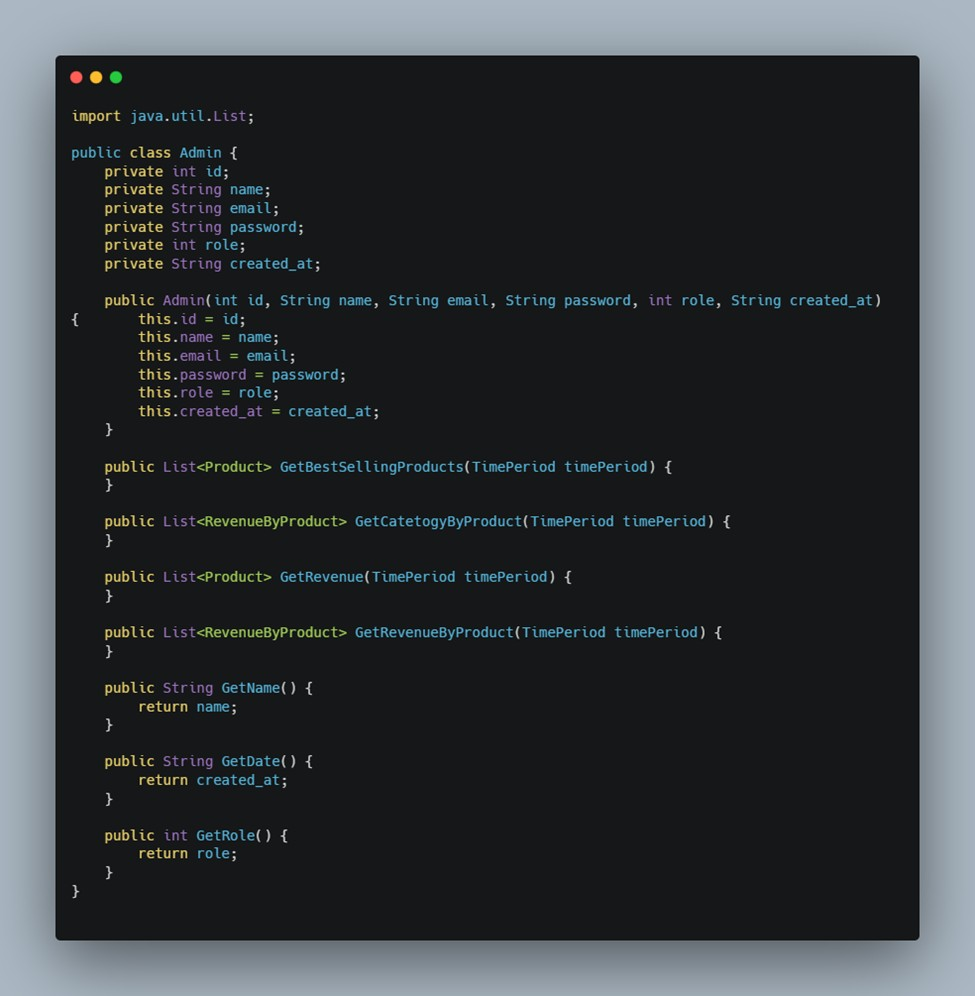 import java.util.List;
public class Admin {
    private int id;
    private String name;
    private String email;
    private String password;
    private int role;
    private String created_at;
    public Admin(int id, String name, String email, String password, int role, String created_at)
{       this.id = id;
        this.name = name;
        this.email = email;
        this.password = password;
        this.role = role;
        this.created_at = created_at;
    }
    public List<Product> GetBestSellingProducts(TimePeriod timePeriod) {
    }
    public List<RevenueByProduct> GetCatetogyByProduct(TimePeriod timePeriod) {
    }
    public List<Product> GetRevenue(TimePeriod timePeriod) {
    }
    public List<RevenueByProduct> GetRevenueByProduct(TimePeriod timePeriod) {
    }
    public String GetName() {
        return name;
    }
    public String GetDate() {
        return created_at;
    }
    public int GetRole() {
        return role;
    }
}